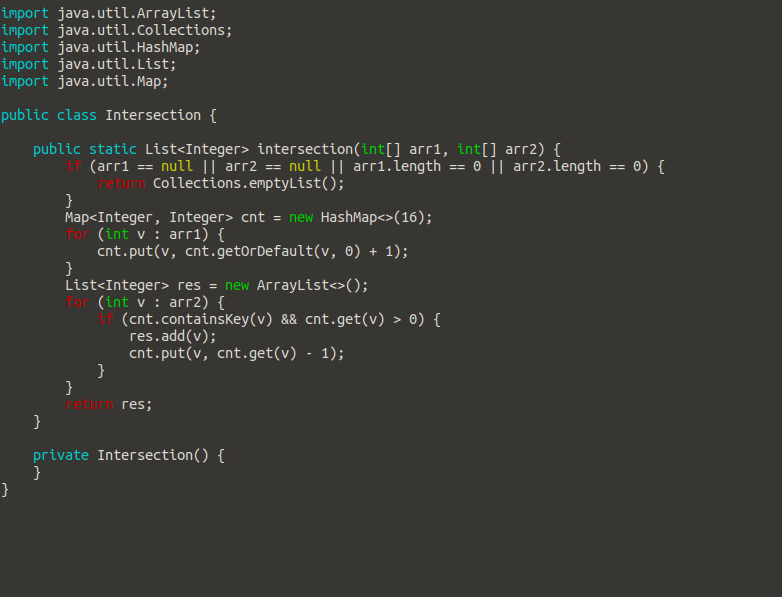 import java.util.ArrayList;
import java.util.Collections;
import java.util.HashMap;
import java.util.List;
import java.util.Map;

public class Intersection {

    public static List<Integer> intersection(int[] arr1, int[] arr2) {
        if (arr1 == null || arr2 == null || arr1.length == 0 || arr2.length == 0) {
            return Collections.emptyList();
        }
        Map<Integer, Integer> cnt = new HashMap<>(16);
        for (int v : arr1) {
            cnt.put(v, cnt.getOrDefault(v, 0) + 1);
        }
        List<Integer> res = new ArrayList<>();
        for (int v : arr2) {
            if (cnt.containsKey(v) && cnt.get(v) > 0) {
                res.add(v);
                cnt.put(v, cnt.get(v) - 1);
            }
        }
        return res;
    }

    private Intersection() {
    }
}